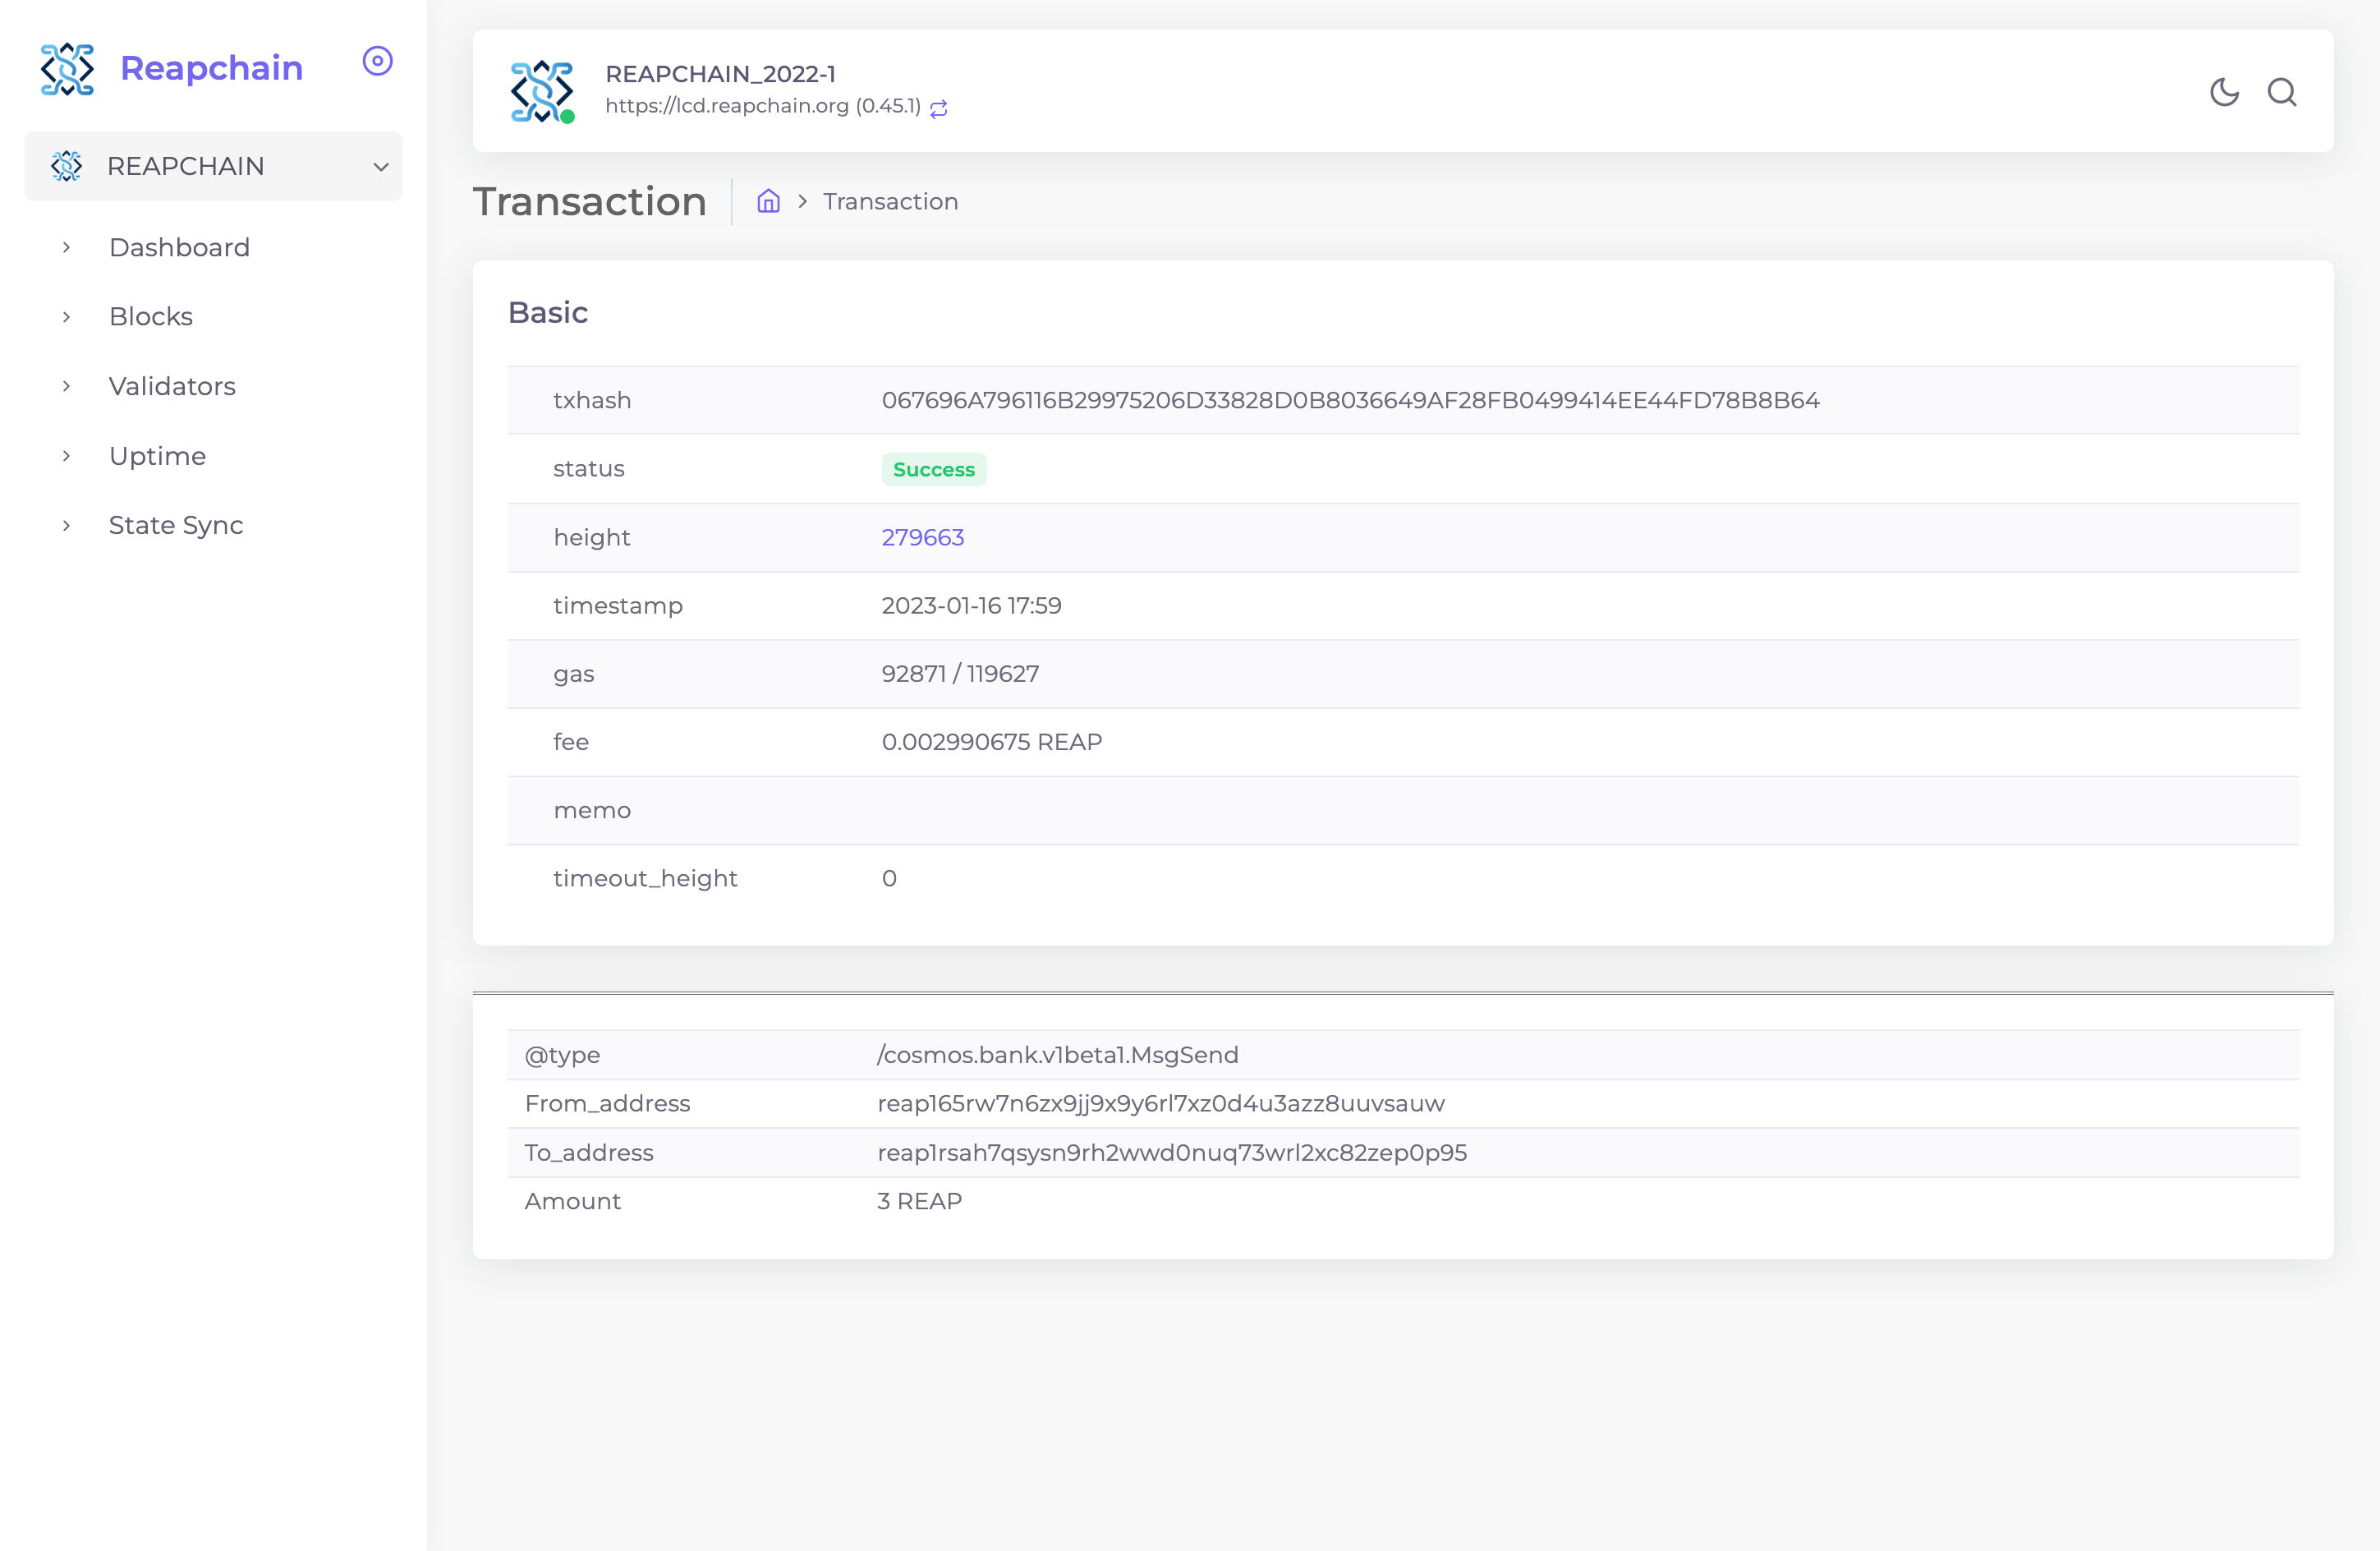 Reapchain
REAPCHAIN
Dashboard
Blocks
Validators
Uptime
State Sync
REAPCHAIN_2022-1
https://lcd.reapchain.org (0.45.1)
Transaction
Transaction
Basic
txhash 067696A796116B29975206D33828D0B8036649AF28FB0499414EE44FD78B8B64
status Success
height 279663
timestamp 2023-01-16 17:59
gas 92871 / 119627
fee 0.002990675 REAP
memo
timeout_height 0
@type /cosmos.bank.v1beta1.MsgSend
From_address reap165rw7n6zx9jj9x9y6rl7xz0d4u3azz8uuvsauw
To_address reap1rsah7qsysn9rh2wwd0nuq73wrl2xc82zep0p95
Amount 3 REAP